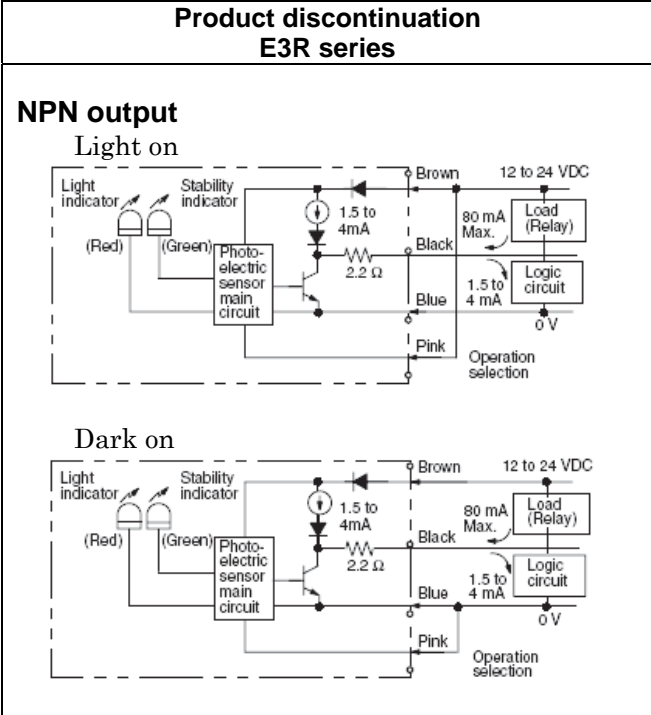 Product discontinuation
E3R series
NPN output
Light on
Light
indicator
Stability
indicator
(Red)
(Green)
Photo-
electric
sensor
main
circuit
1.5 to
4mA
2.2 Ω
Brown
Black
Blue
Pink
12 to 24 VDC
80 mA
Max.
Load
(Relay)
1.5 to
4 mA
Logic
circuit
0 V
Operation
selection
Dark on
Light
indicator
Stability
indicator
(Red)
(Green)
Photo-
electric
sensor
main
circuit
1.5 to
4mA
2.2 Ω
Brown
Black
Blue
Pink
12 to 24 VDC
80 mA
Max.
Load
(Relay)
1.5 to
4 mA
Logic
circuit
0 V
Operation
selection